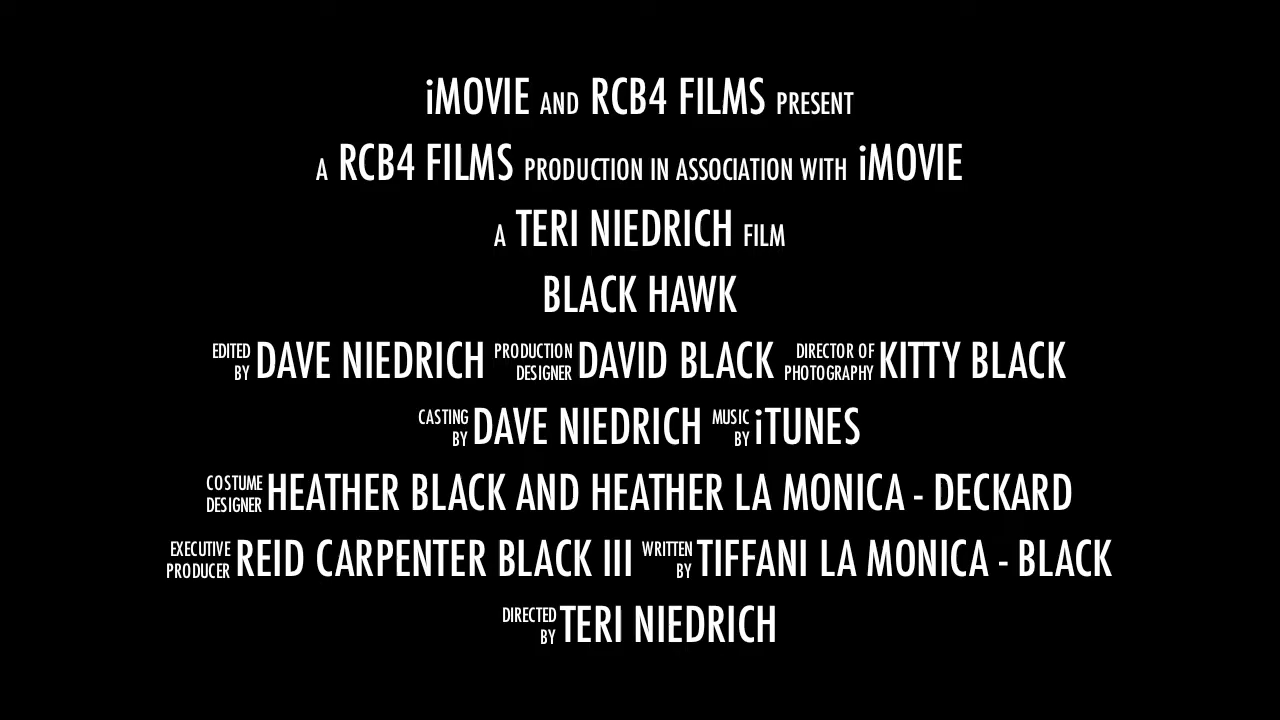 iMOVIE AND RCB4 FILMS PRESENT
A RCB4 FILMS PRODUCTION IN ASSOCIATION WITH iMOVIE
A TERI NIEDRICH FILM
BLACK HAWK
EDITED BY DAVE NIEDRICH PRODUCTION DESIGNER DAVID BLACK DIRECTOR OF PHOTOGRAPHY KITTY BLACK
CASTING BY DAVE NIEDRICH MUSIC BY iTUNES
COSTUME DESIGNER HEATHER BLACK AND HEATHER LA MONICA - DECKARD
EXECUTIVE PRODUCER REID CARPENTER BLACK III WRITTEN BY TIFFANI LA MONICA - BLACK
DIRECTED BY TERI NIEDRICH